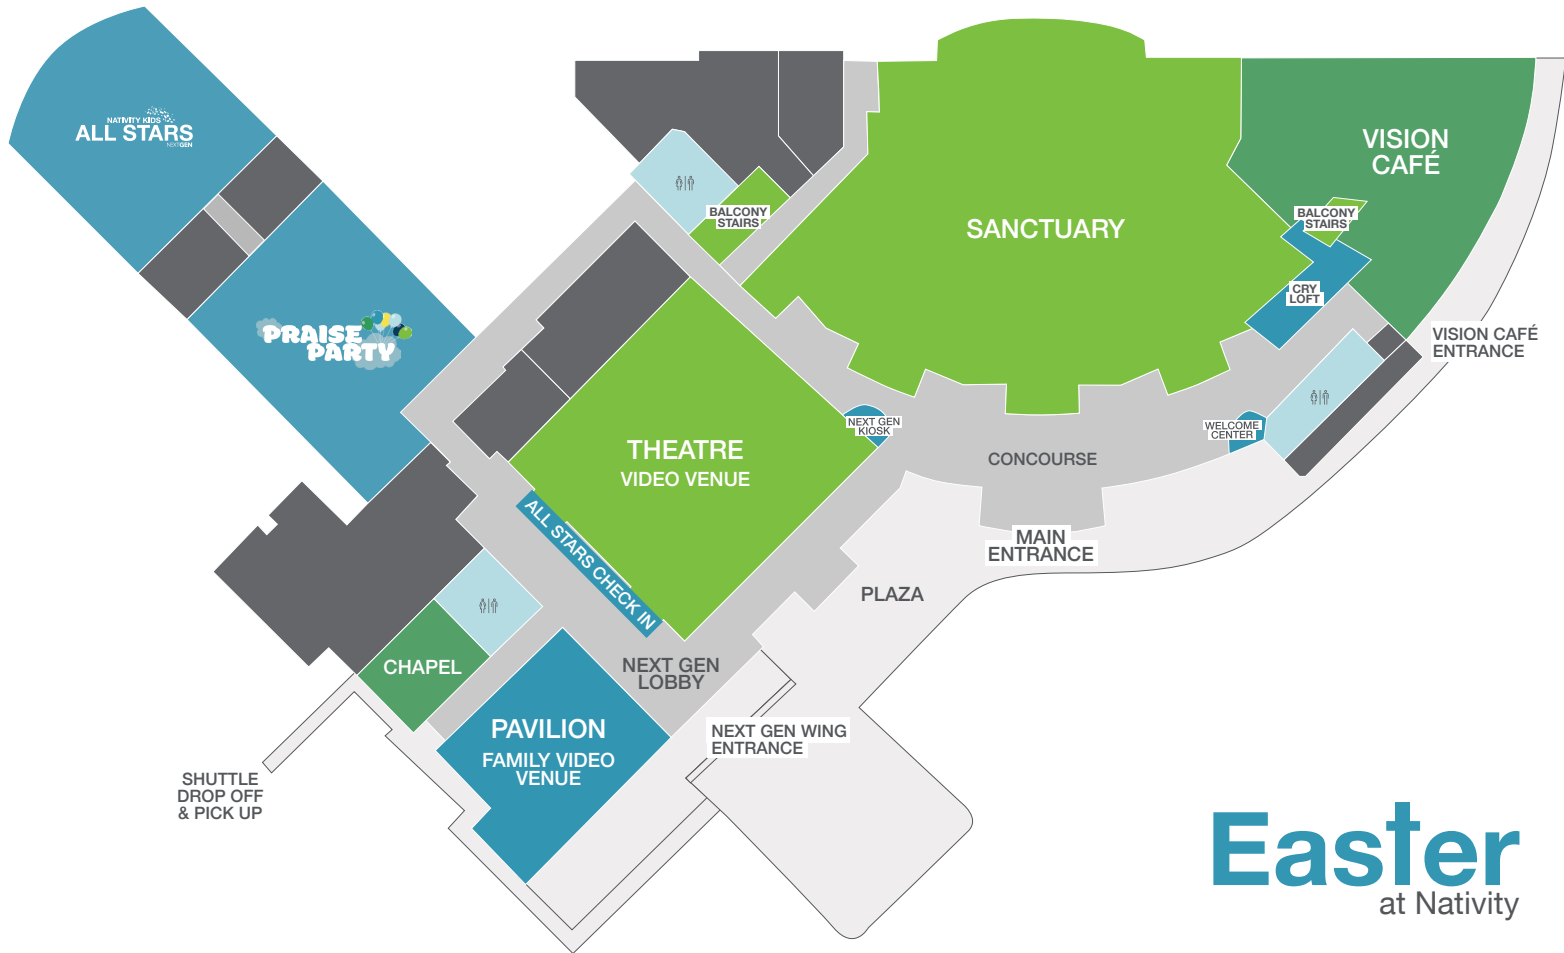 NATIVITY KIDS
ALL STARS
NEXTGEN
BALCONY
STAIRS
SANCTUARY
VISION
CAFÉ
BALCONY
STAIRS
CRY
LOFT
PRAISE
PARTY
VISION CAFÉ
ENTRANCE
NEXT GEN
KIOSK
WELCOME
CENTER
THEATRE
VIDEO VENUE
CONCOURSE
ALL STARS CHECK IN
MAIN
ENTRANCE
PLAZA
CHAPEL
NEXT GEN
LOBBY
PAVILION
FAMILY VIDEO
VENUE
NEXT GEN WING
ENTRANCE
SHUTTLE
DROP OFF
& PICK UP
Easter
at Nativity